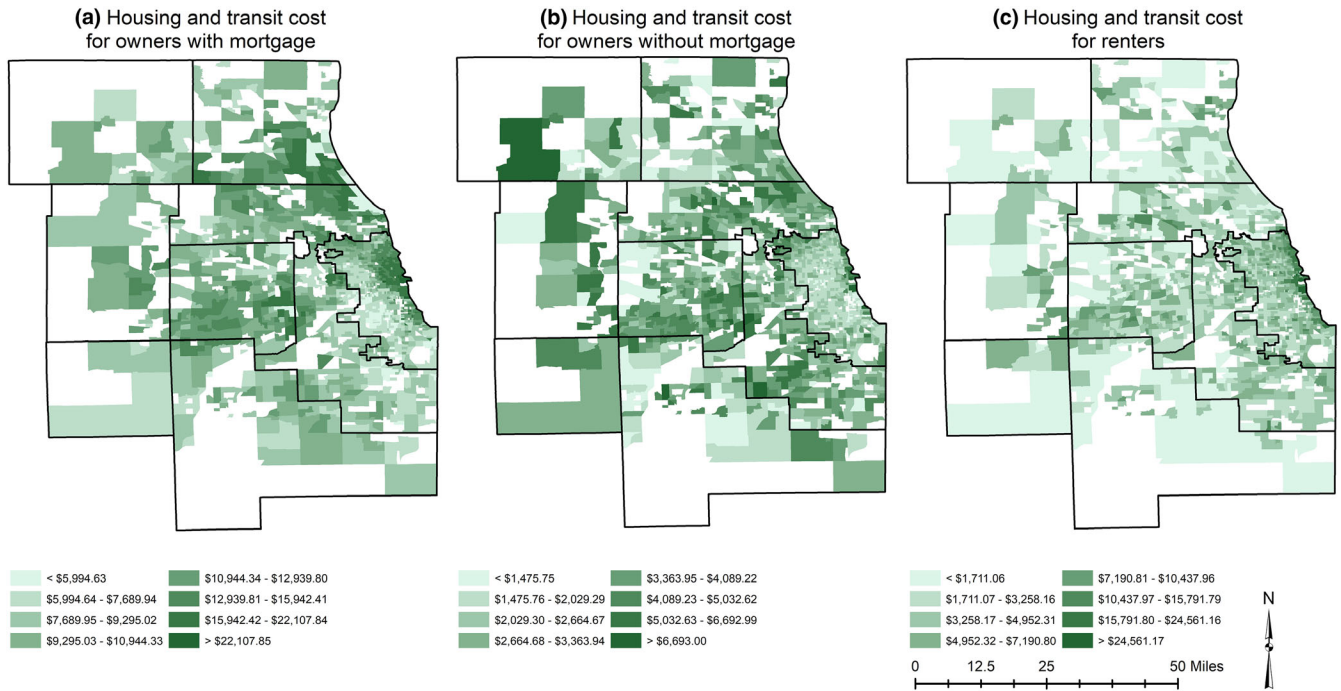 (a) Housing and transit cost
for owners with mortgage
(b) Housing and transit cost
for owners without mortgage
(c) Housing and transit cost
for renters
< $5,994.63
$5,994.64 - $7,689.94
$7,689.95 - $9,295.02
$9,295.03 - $10,944.33
$10,944.34 - $12,939.80
$12,939.81 - $15,942.41
$15,942.42 - $22,107.84
> $22,107.85
< $1,475.75
$1,475.76 - $2,029.29
$2,029.30 - $2,664.67
$2,664.68 - $3,363.94
$3,363.95 - $4,089.22
$4,089.23 - $5,032.62
$5,032.63 - $6,692.99
> $6,693.00
< $1,711.06
$1,711.07 - $3,258.16
$3,258.17 - $4,952.31
$4,952.32 - $7,190.80
$7,190.81 - $10,437.96
$10,437.97 - $15,791.79
$15,791.80 - $24,561.16
> $24,561.17
N
0 12.5 25 50 Miles